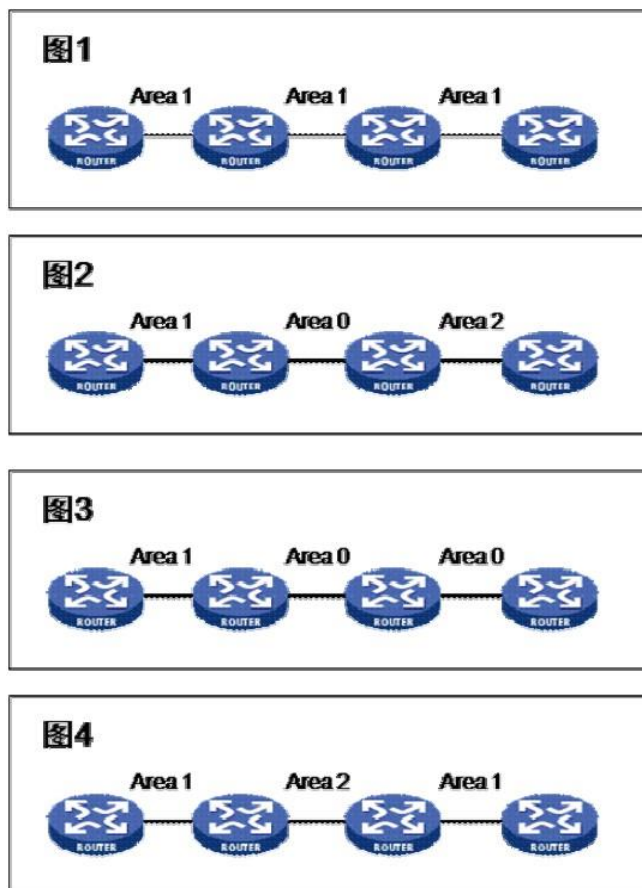 图1
Area 1 Area 1 Area 1
ROUTER ROUTER ROUTER ROUTER
图2
Area 1 Area 0 Area 2
ROUTER ROUTER ROUTER ROUTER
图3
Area 1 Area 0 Area 0
ROUTER ROUTER ROUTER ROUTER
图4
Area 1 Area 2 Area 1
ROUTER ROUTER ROUTER ROUTER